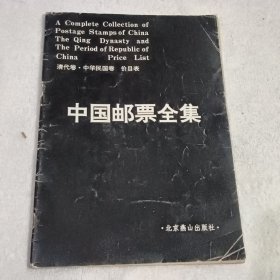 A Complete Collection of
Postage Stamps of China
The Qing Dynasty and
The Period of Republic of
China Price List
清代卷·中华民国卷 价目表
中国邮票全集
·北京燕山出版社·